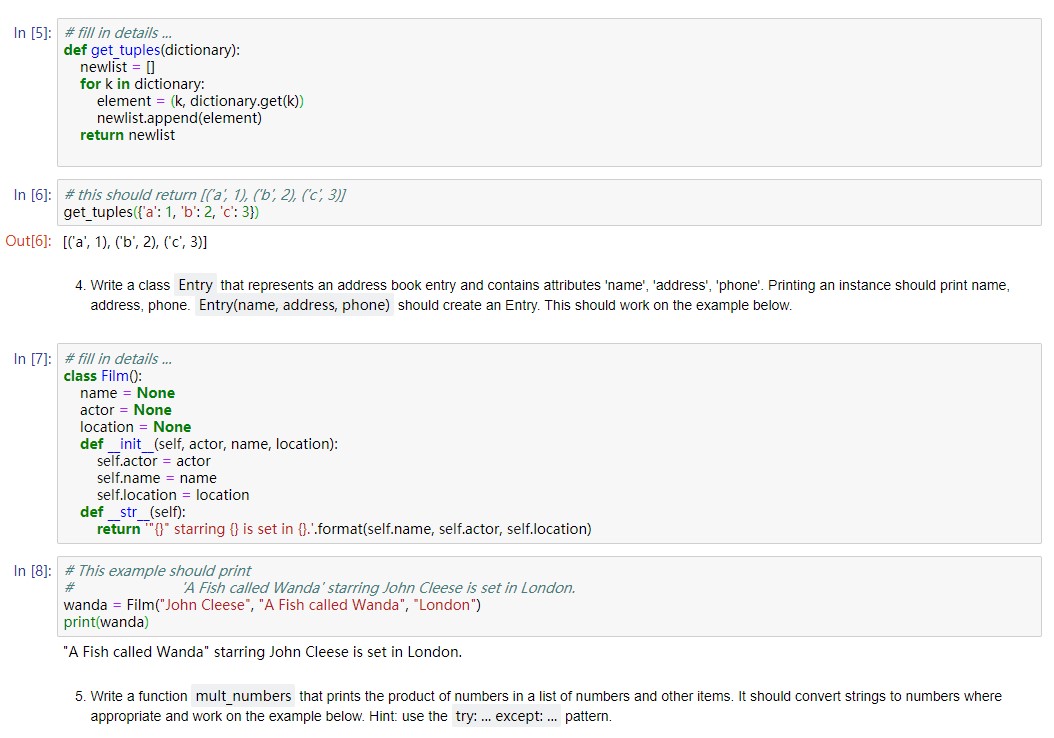 In [5]: # fill in details ...
def get_tuples(dictionary):
newlist = []
for k in dictionary:
element = (k, dictionary.get(k))
newlist.append(element)
return newlist
In [6]: # this should return [('a', 1), ('b', 2), ('c', 3)]
get_tuples({'a': 1, 'b': 2, 'c': 3})
Out[6]: [('a', 1), ('b', 2), ('c', 3)]
4. Write a class Entry that represents an address book entry and contains attributes 'name', 'address', 'phone'. Printing an instance should print name,
address, phone. Entry(name, address, phone) should create an Entry. This should work on the example below.
In [7]: # fill in details ...
class Film():
name = None
actor = None
location = None
def __init__(self, actor, name, location):
self.actor = actor
self.name = name
self.location = location
def __str__(self):
return '"{}" starring {} is set in {}.'.format(self.name, self.actor, self.location)
In [8]: # This example should print
# 'A Fish called Wanda' starring John Cleese is set in London.
wanda = Film("John Cleese", "A Fish called Wanda", "London")
print(wanda)
"A Fish called Wanda" starring John Cleese is set in London.
5. Write a function mult_numbers that prints the product of numbers in a list of numbers and other items. It should convert strings to numbers where
appropriate and work on the example below. Hint: use the try: ... except: ... pattern.